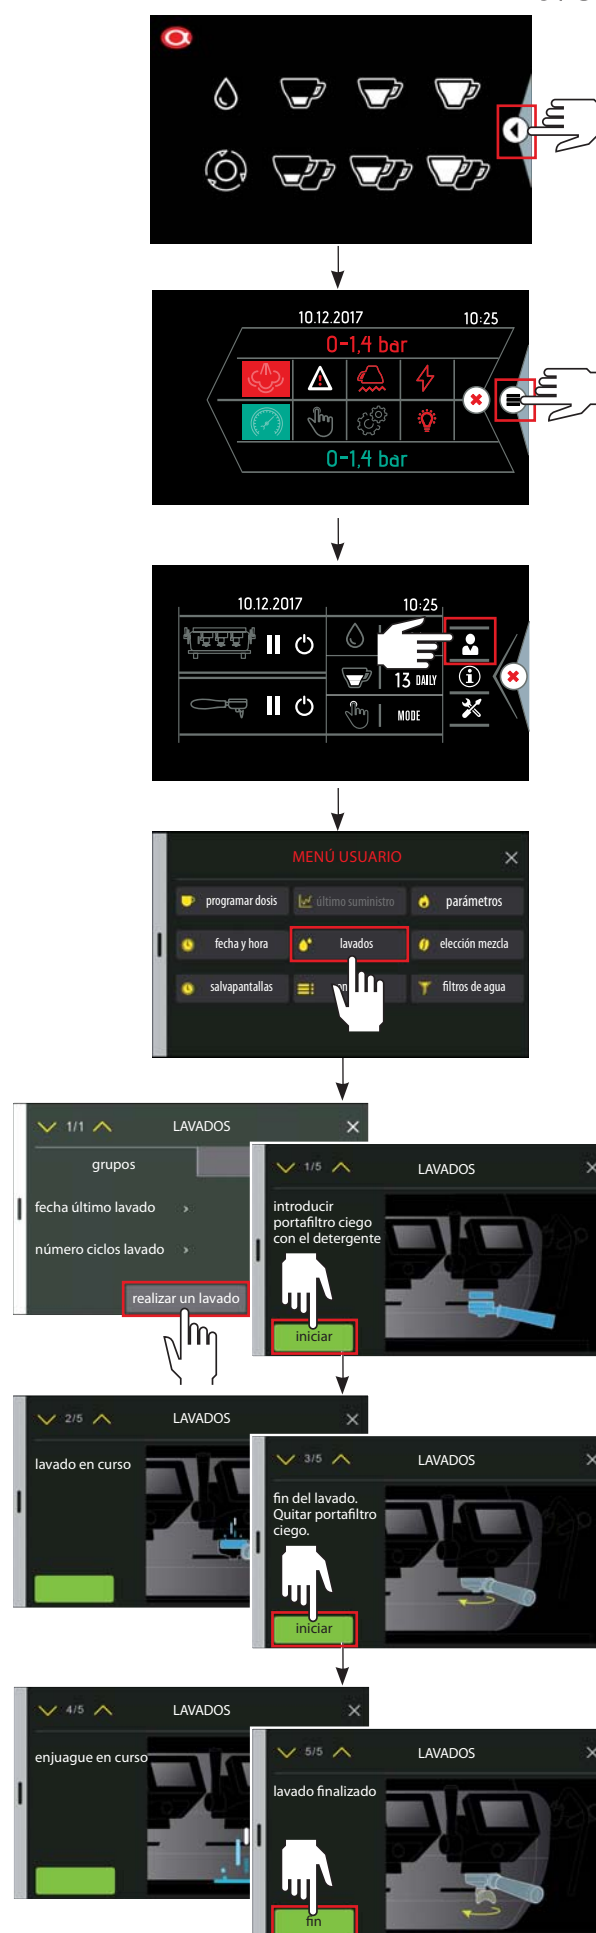 10.12.2017
10:25
0-1,4 bar
0-1,4 bar
10.12.2017
10:25
13 DAILY
MODE
MENÚ USUARIO
programar dosis
último suministro
parámetros
fecha y hora
lavados
elección mezcla
salvapantallas
filtros de agua
1/1
LAVADOS
grupos
fecha último lavado
número ciclos lavado
realizar un lavado
1/5
LAVADOS
introducir
portafiltro ciego
con el detergente
iniciar
2/5
LAVADOS
lavado en curso
3/5
LAVADOS
fin del lavado.
Quitar portafiltro
ciego.
iniciar
4/5
LAVADOS
enjuague en curso
5/5
LAVADOS
lavado finalizado
fin